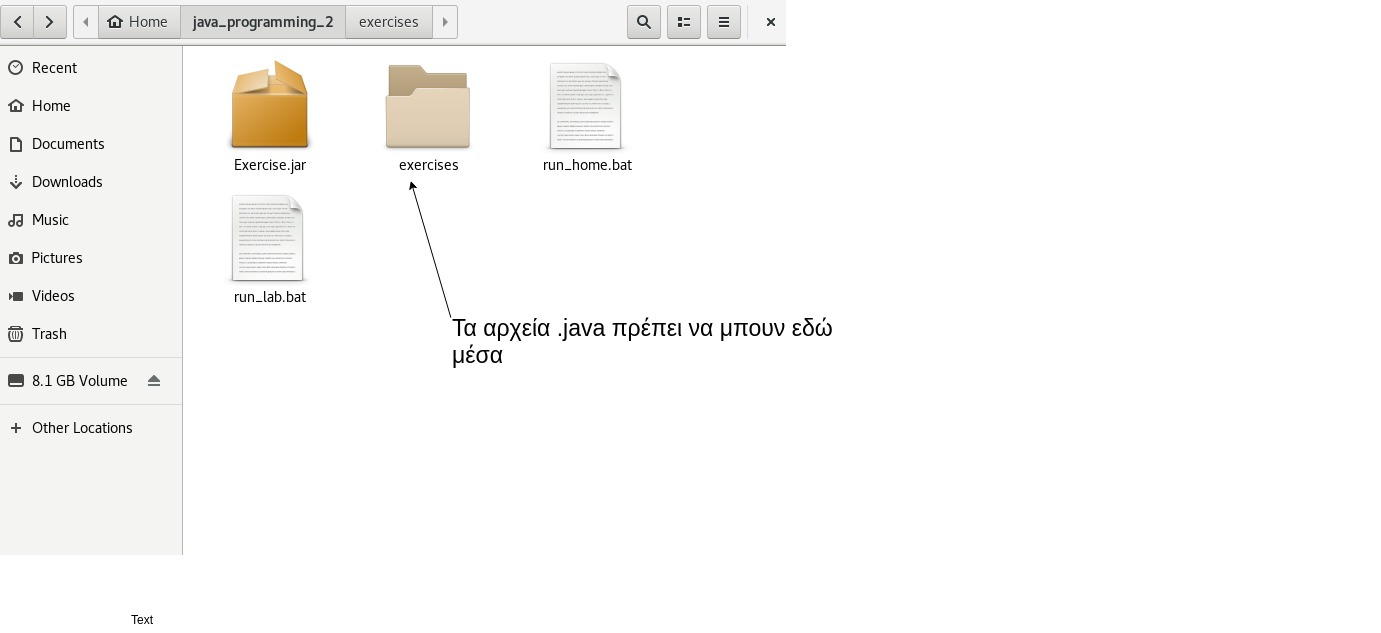 Home java_programming_2 exercises
Recent
Home
Documents
Downloads
Music
Pictures
Videos
Trash
8.1 GB Volume
Other Locations
Exercise.jar exercises run_home.bat
run_lab.bat
Τα αρχεία .java πρέπει να μπουν εδώ
μέσα
Text